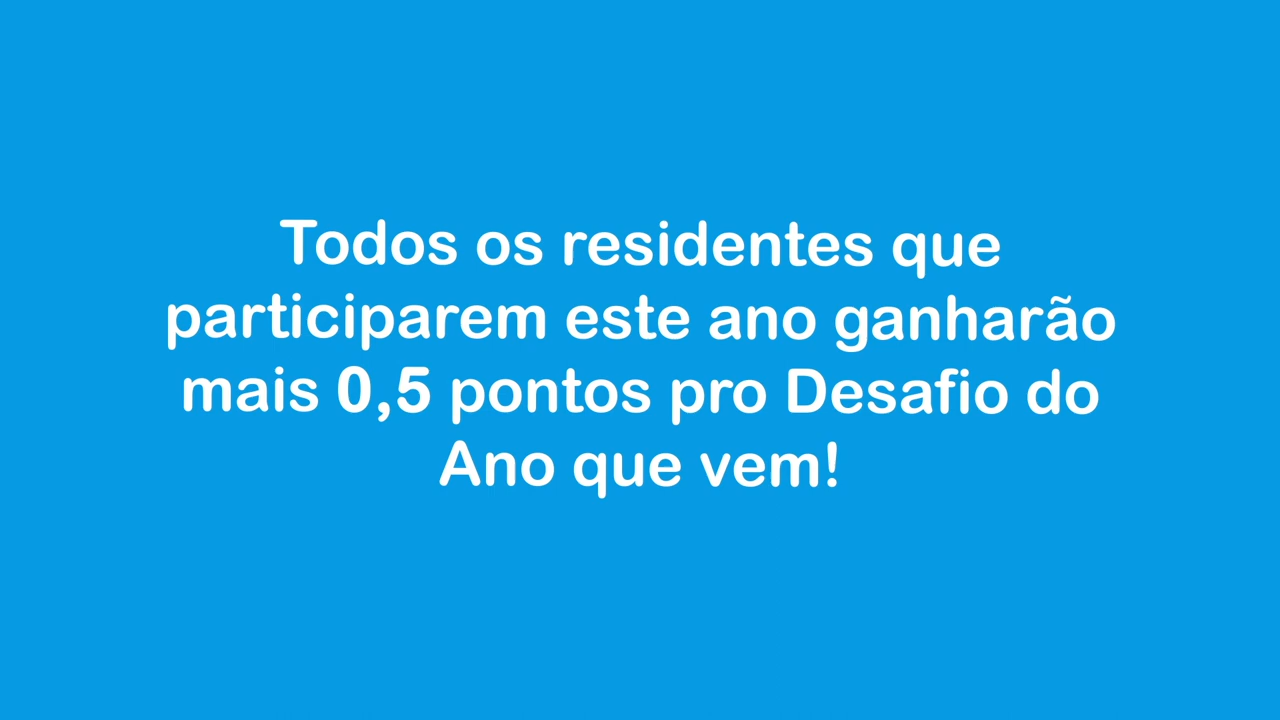 Todos os residentes que
participarem este ano ganharão
mais 0,5 pontos pro Desafio do
Ano que vem!